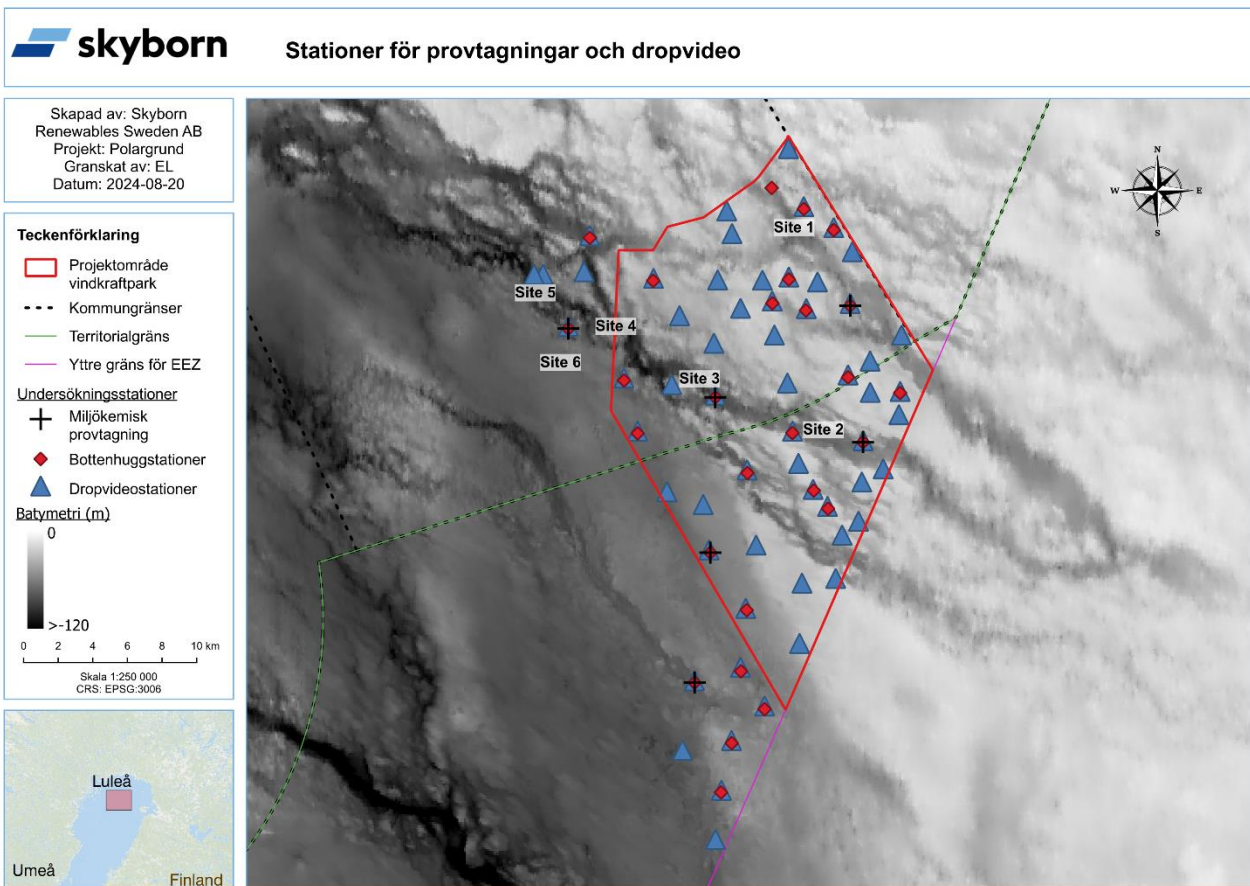 skyborn
Stationer för provtagningar och dropvideo
Skapad av: Skyborn
Renewables Sweden AB
Projekt: Polargrund
Granskat av: EL
Datum: 2024-08-20
Teckenförklaring
Projektområde
vindkraftpark
Kommungränser
Territorialgräns
Yttre gräns för EEZ
Undersökningsstationer
Miljökemisk
provtagning
Bottenhuggstationer
Dropvideostationer
Batymetri (m)
0
>-120
0 2 4 6 8 10 km
Skala 1:250 000
CRS: EPSG:3006
Luleå
Umeå
Finland
N
W E
S
Site 1
Site 5
Site 4
Site 6
Site 3
Site 2